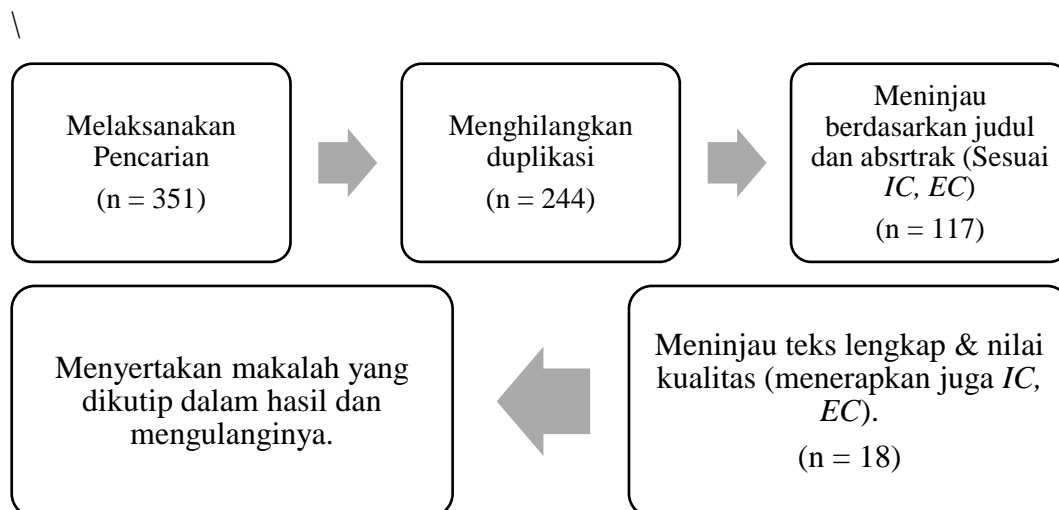 \
Melaksanakan
Pencarian
(n = 351)
Menghilangkan
duplikasi
(n = 244)
Meninjau
berdasarkan judul
dan absrtrak (Sesuai
IC, EC)
(n = 117)
Meninjau teks lengkap & nilai
kualitas (menerapkan juga IC,
EC).
(n = 18)
Menyertakan makalah yang
dikutip dalam hasil dan
mengulanginya.